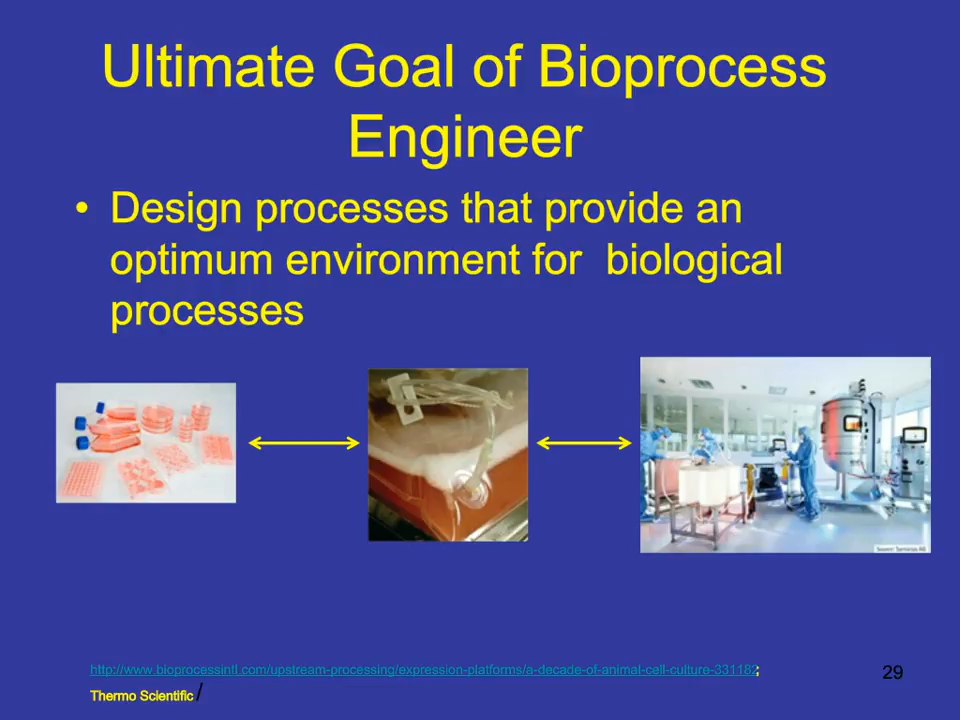 Ultimate Goal of Bioprocess
Engineer
• Design processes that provide an
optimum environment for biological
processes
http://www.bioprocessintl.com/upstream-processing/expression-platforms/a-decade-of-animal-cell-culture-331182;
Thermo Scientific /
29